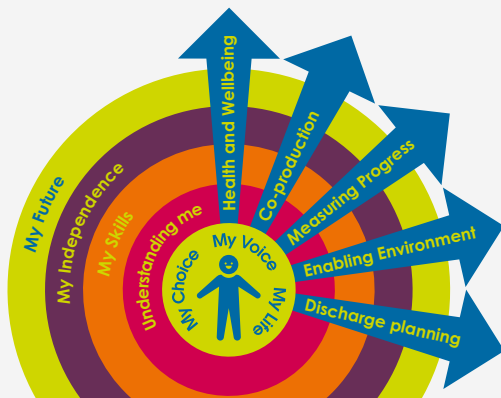 My Future
My Independence
My Skills
Understanding me
My Choice
My Voice
My Life
Health and Wellbeing
Co-production
Measuring Progress
Enabling Environment
Discharge planning